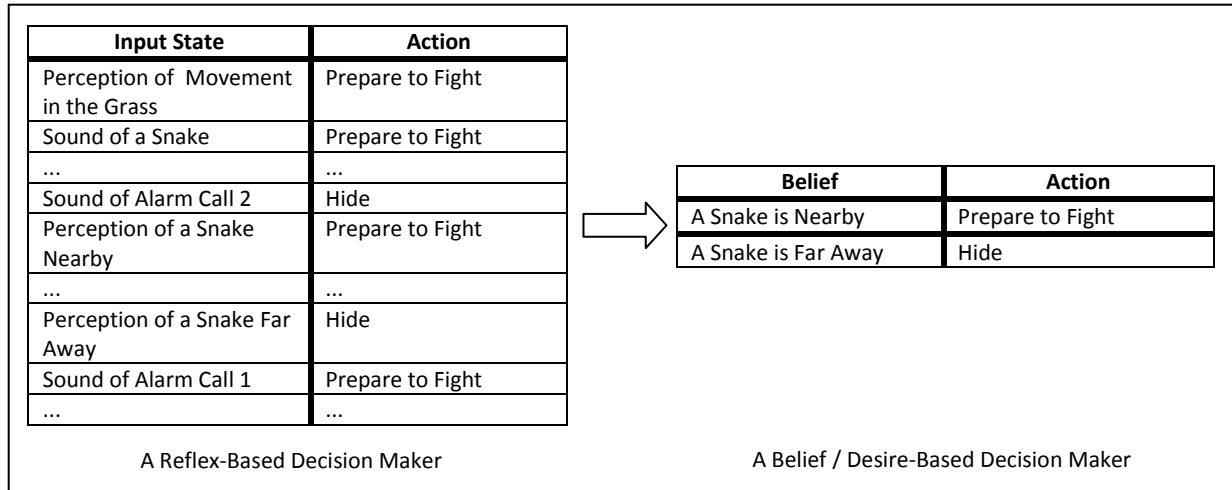 Input State Action
Perception of Movement Prepare to Fight
in the Grass
Sound of a Snake Prepare to Fight
... ...
Sound of Alarm Call 2 Hide
Perception of a Snake Prepare to Fight
Nearby
... ...
Perception of a Snake Far Hide
Away
Sound of Alarm Call 1 Prepare to Fight
... ...
A Reflex-Based Decision Maker
Belief Action
A Snake is Nearby Prepare to Fight
A Snake is Far Away Hide
A Belief / Desire-Based Decision Maker